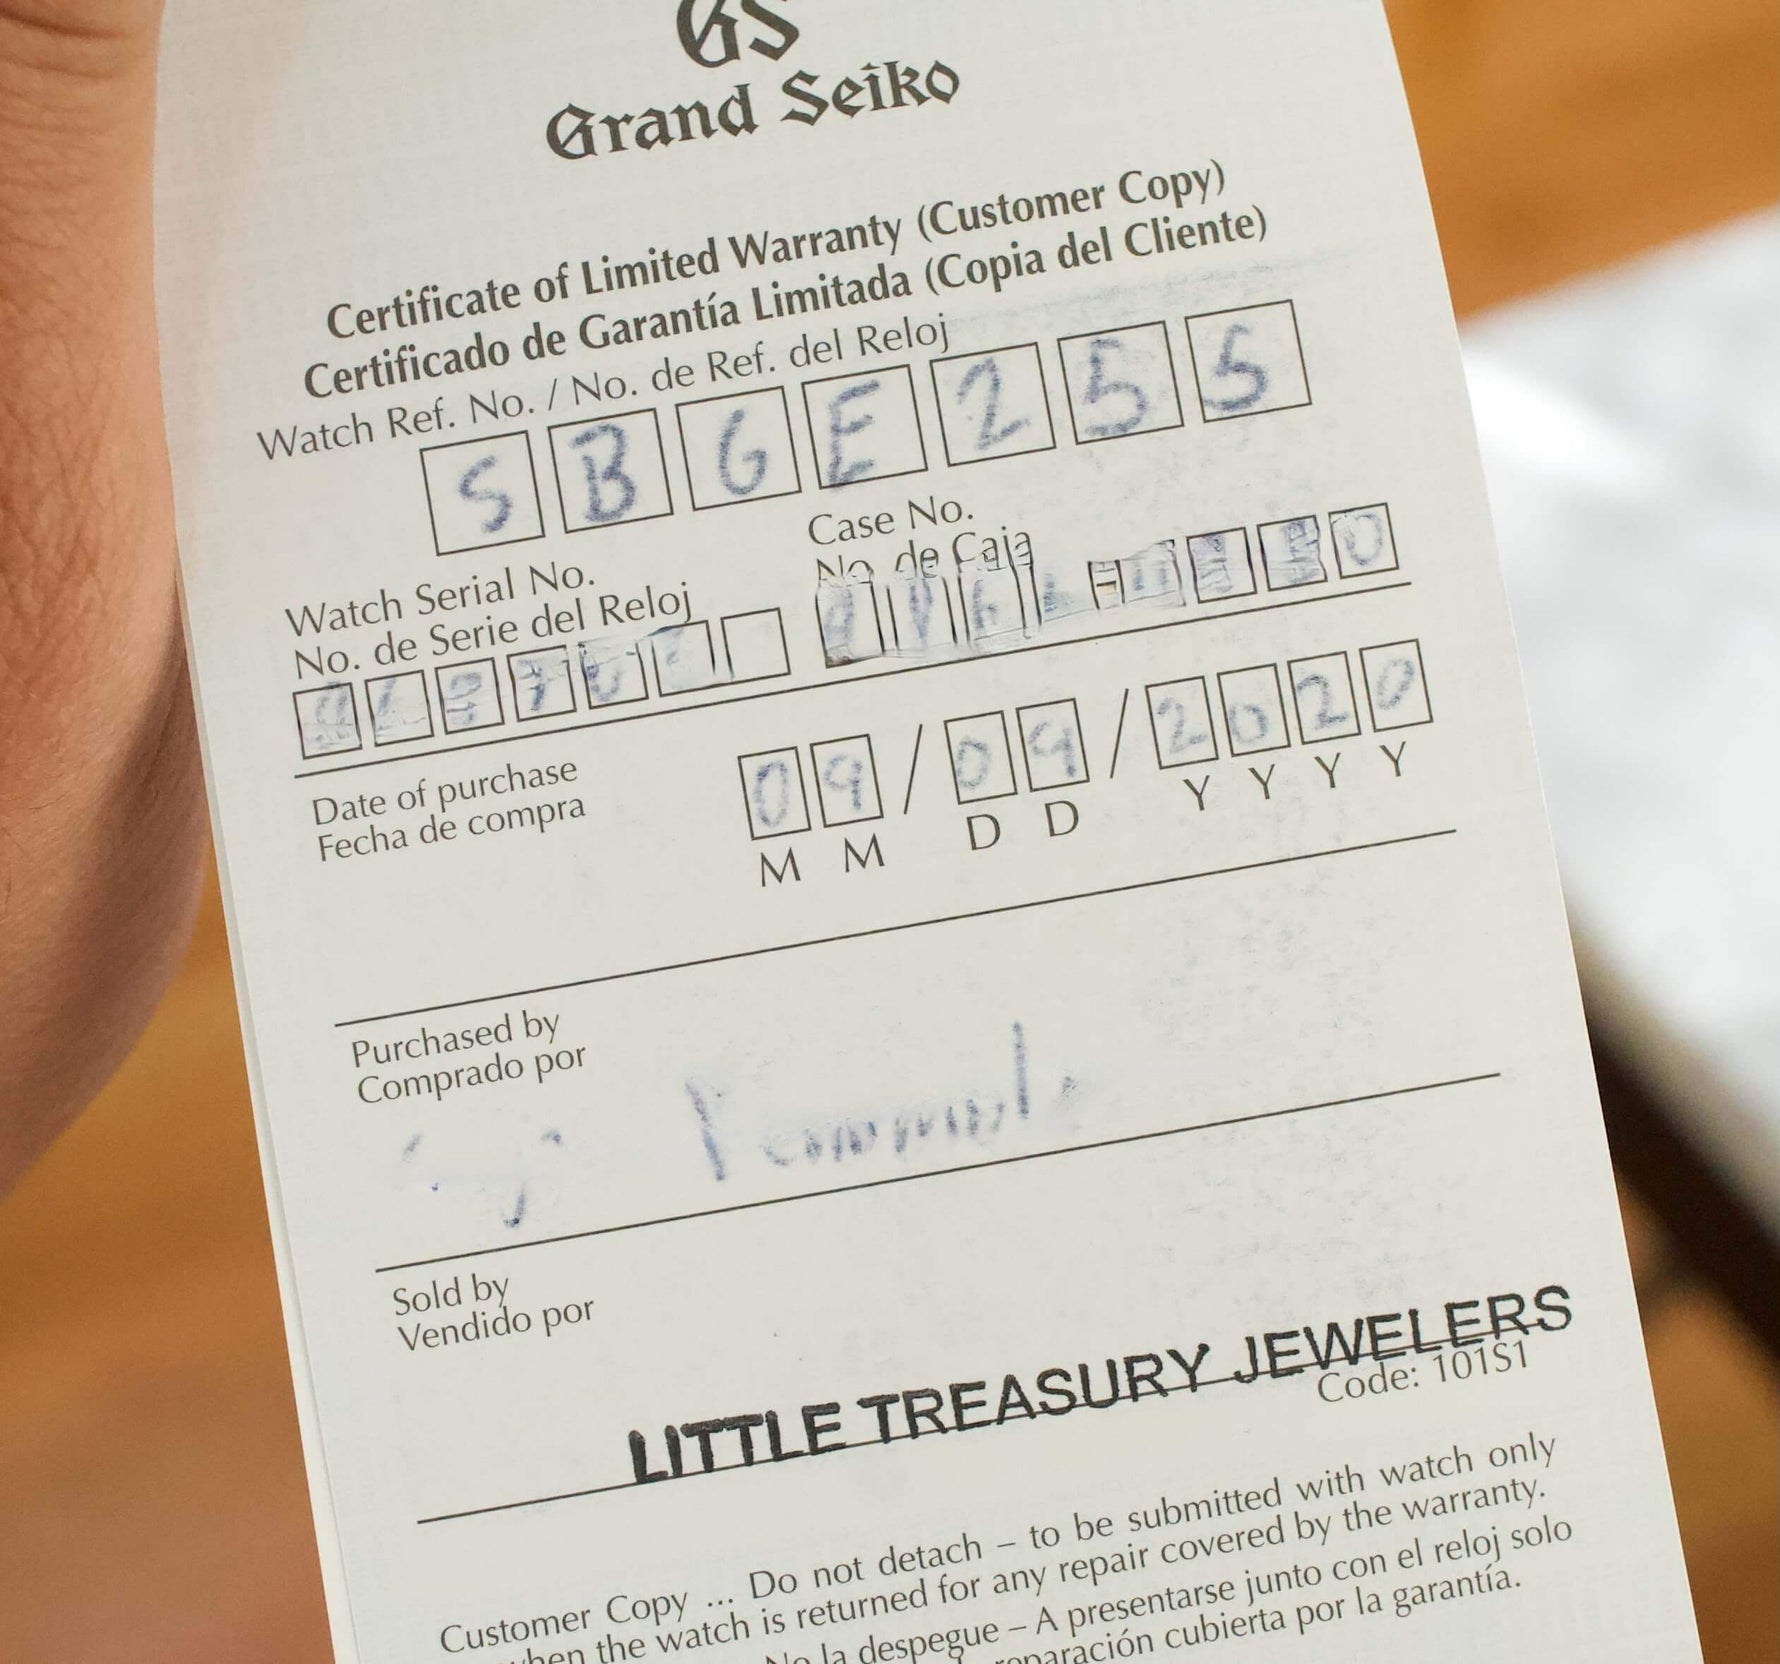 GS
Grand Seiko
Certificate of Limited Warranty (Customer Copy)
Certificado de Garantía Limitada (Copia del Cliente)
Watch Ref. No. / No. de Ref. del Reloj
S B G E 2 5 5
Case No.
No. de Caja
Watch Serial No.
No. de Serie del Reloj
Date of purchase
Fecha de compra
09 / 09 / 2020
M M D D Y Y Y Y
Purchased by
Comprado por
Sold by
Vendido por
LITTLE TREASURY JEWELERS
Code: 101S1
Customer Copy ... Do not detach – to be submitted with watch only
when the watch is returned for any repair covered by the warranty.
No la despegue – A presentarse junto con el reloj solo
reparación cubierta por la garantía.